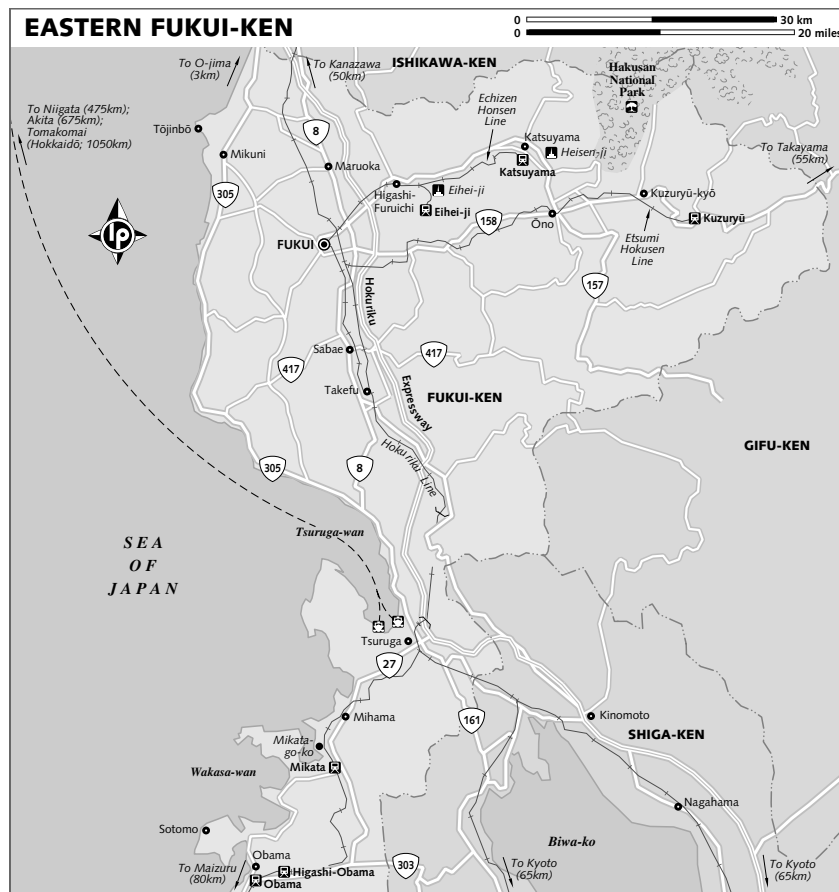 EASTERN FUKUI-KEN
0 30 km
0 20 miles
To O-jima
(3km)
To Kanazawa
(50km)
ISHIKAWA-KEN
Hakusan
National
Park
To Niigata (475km);
Akita (675km);
Tomakomai
(Hokkaidō; 1050km)
Echizen
Honsen
Line
Tōjinbō
8
Katsuyama
Heisen-ji
To Takayama
(55km)
Mikuni
Maruoka
Katsuyama
305
Higashi-
Furuichi
Eihei-ji
Eihei-ji
Kuzuryū-kyō
lp
158
Ōno
Kuzuryū
FUKUI
Etsumi
Hokusen
Line
157
Hokuriku
Expressway
Sabae
417
417
Takefu
FUKUI-KEN
GIFU-KEN
Hokuriku Line
305
8
Tsuruga-wan
SEA
OF
JAPAN
Tsuruga
27
Mihama
161
Kinomoto
SHIGA-KEN
Mikata-
go-ko
Mikata
Wakasa-wan
Nagahama
Sotomo
Biwa-ko
Obama
To Maizuru
(80km)
Higashi-Obama
Obama
303
To Kyoto
(65km)
To Kyoto
(65km)